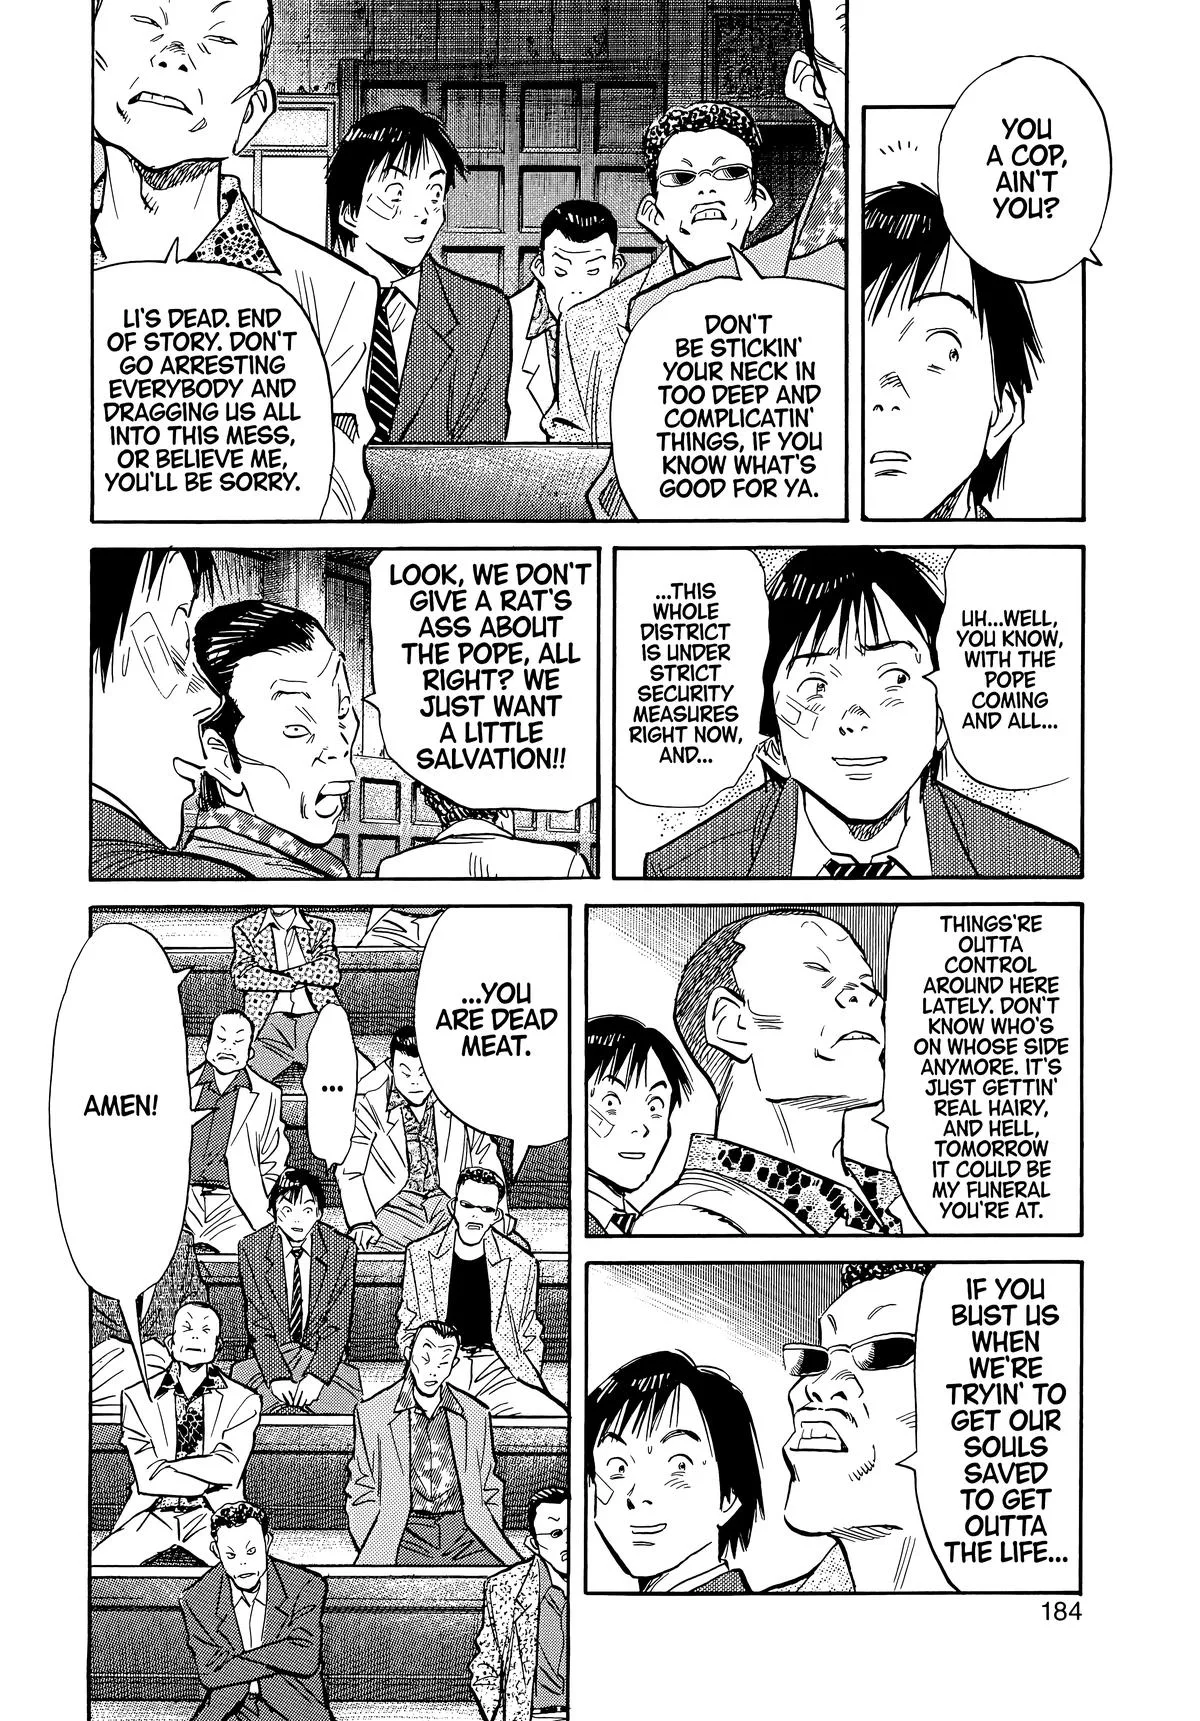 YOU
A COP,
AIN'T
YOU?
DON'T
BE STICKIN'
YOUR NECK IN
TOO DEEP AND
COMPLICATIN'
THINGS, IF YOU
KNOW WHAT'S
GOOD FOR YA.
LI'S DEAD. END
OF STORY. DON'T
GO ARRESTING
EVERYBODY AND
DRAGGING US ALL
INTO THIS MESS,
OR BELIEVE ME,
YOU'LL BE SORRY.
UH...WELL,
YOU KNOW,
WITH THE
POPE
COMING
AND ALL...
...THIS
WHOLE
DISTRICT
IS UNDER
STRICT
SECURITY
MEASURES
RIGHT NOW,
AND...
LOOK, WE DON'T
GIVE A RAT'S
ASS ABOUT
THE POPE, ALL
RIGHT? WE
JUST WANT
A LITTLE
SALVATION!!
THINGS'RE
OUTTA
CONTROL
AROUND HERE
LATELY. DON'T
KNOW WHO'S
ON WHOSE SIDE
ANYMORE. IT'S
JUST GETTIN'
REAL HAIRY,
AND HELL,
TOMORROW
IT COULD BE
MY FUNERAL
YOU'RE AT.
IF YOU
BUST US
WHEN
WE'RE
TRYIN' TO
GET OUR
SOULS
SAVED
TO GET
OUTTA
THE LIFE...
...YOU
ARE DEAD
MEAT.
....
AMEN!
184